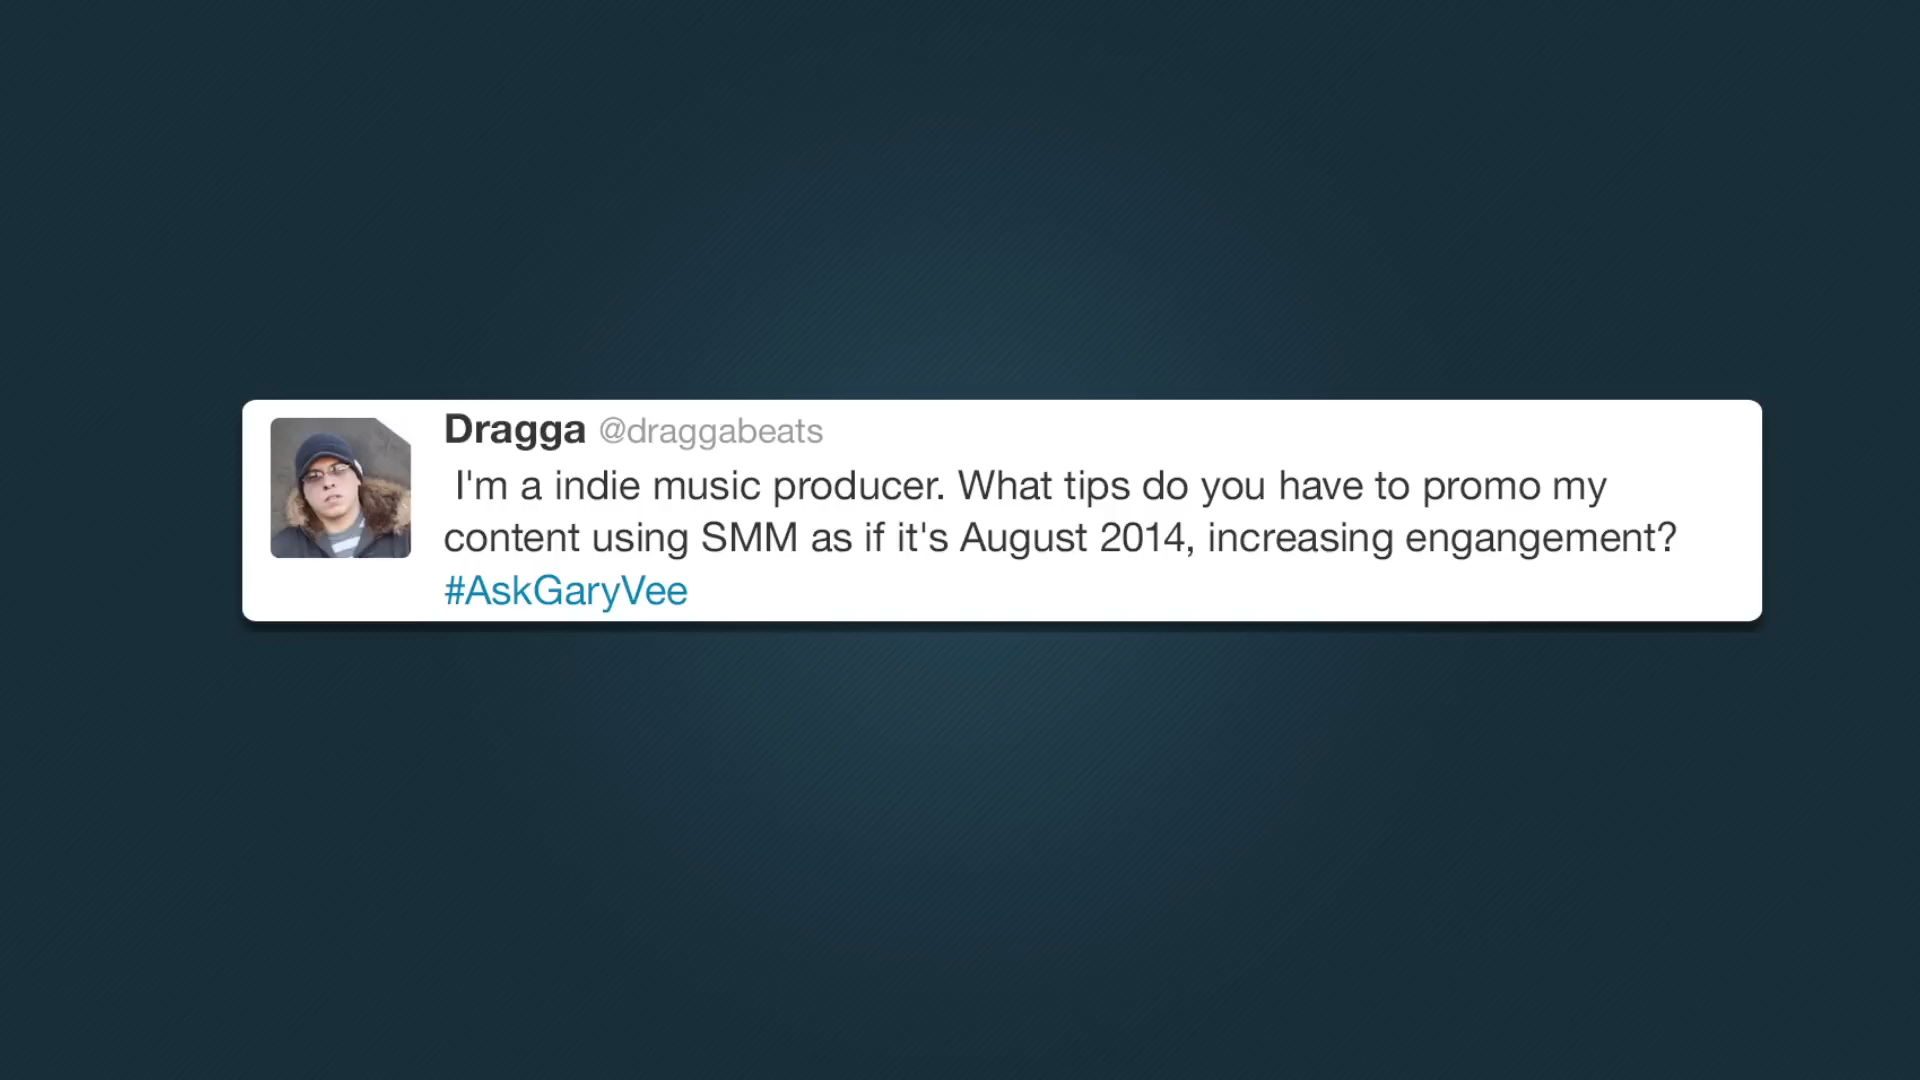 Dragga @draggabeats
I'm a indie music producer. What tips do you have to promo my
content using SMM as if it's August 2014, increasing engangement?
#AskGaryVee